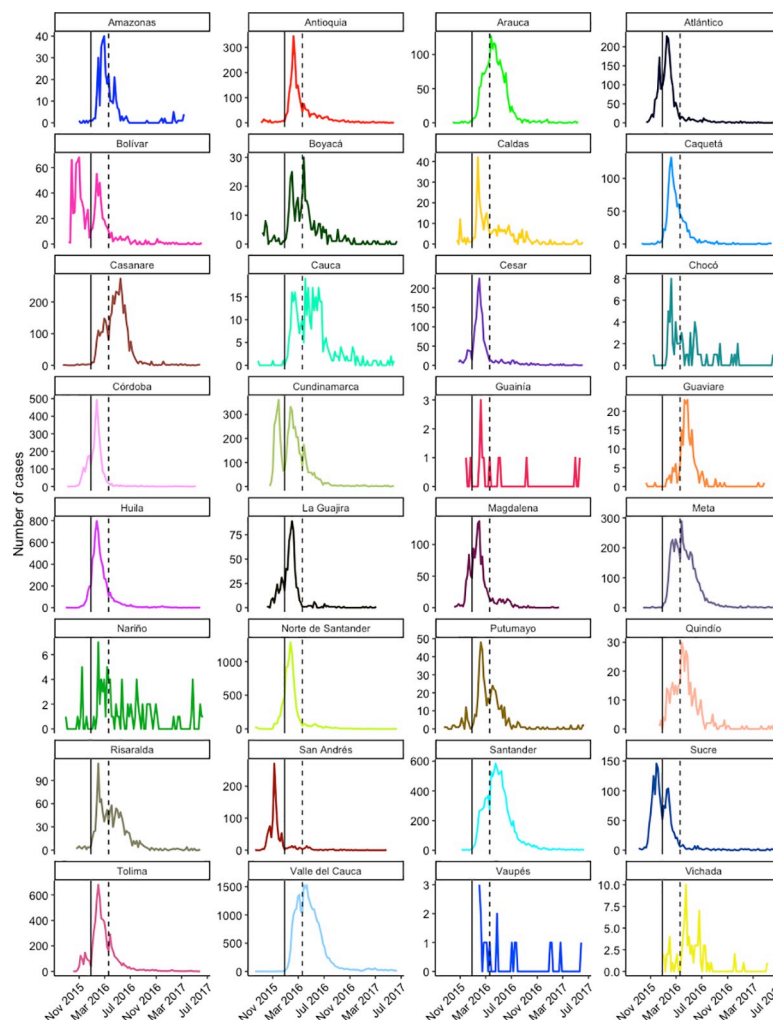 Amazonas Antioquia Arauca Atlántico
40 30 20 10 0
300 200 100 0
100 50 0
200 150 100 50 0
Bolívar Boyacá Caldas Caquetá
60 40 20 0
30 20 10 0
40 20 0
100 50 0
Casanare Cauca Cesar Chocó
200 100 0
15 10 5 0
200 150 100 50 0
8 6 4 2 0
Córdoba Cundinamarca Guainía Guaviare
500 400 300 200 100 0
300 200 100 0
3 2 1 0
20 10 0
Number of cases
Huila La Guajira Magdalena Meta
800 600 400 200 0
75 50 25 0
100 50 0
300 200 100 0
Nariño Norte de Santander Putumayo Quindío
6 4 2 0
1000 500 0
50 40 30 20 10 0
30 20 10 0
Risaralda San Andrés Santander Sucre
90 60 30 0
200 100 0
600 400 200 0
150 100 50 0
Tolima Valle del Cauca Vaupés Vichada
600 400 200 0
1500 1000 500 0
3 2 1 0
10.0 7.5 5.0 2.5 0.0
Nov 2015 Mar 2016 Jul 2016 Nov 2016 Mar 2017 Jul 2017
Nov 2015 Mar 2016 Jul 2016 Nov 2016 Mar 2017 Jul 2017
Nov 2015 Mar 2016 Jul 2016 Nov 2016 Mar 2017 Jul 2017
Nov 2015 Mar 2016 Jul 2016 Nov 2016 Mar 2017 Jul 2017